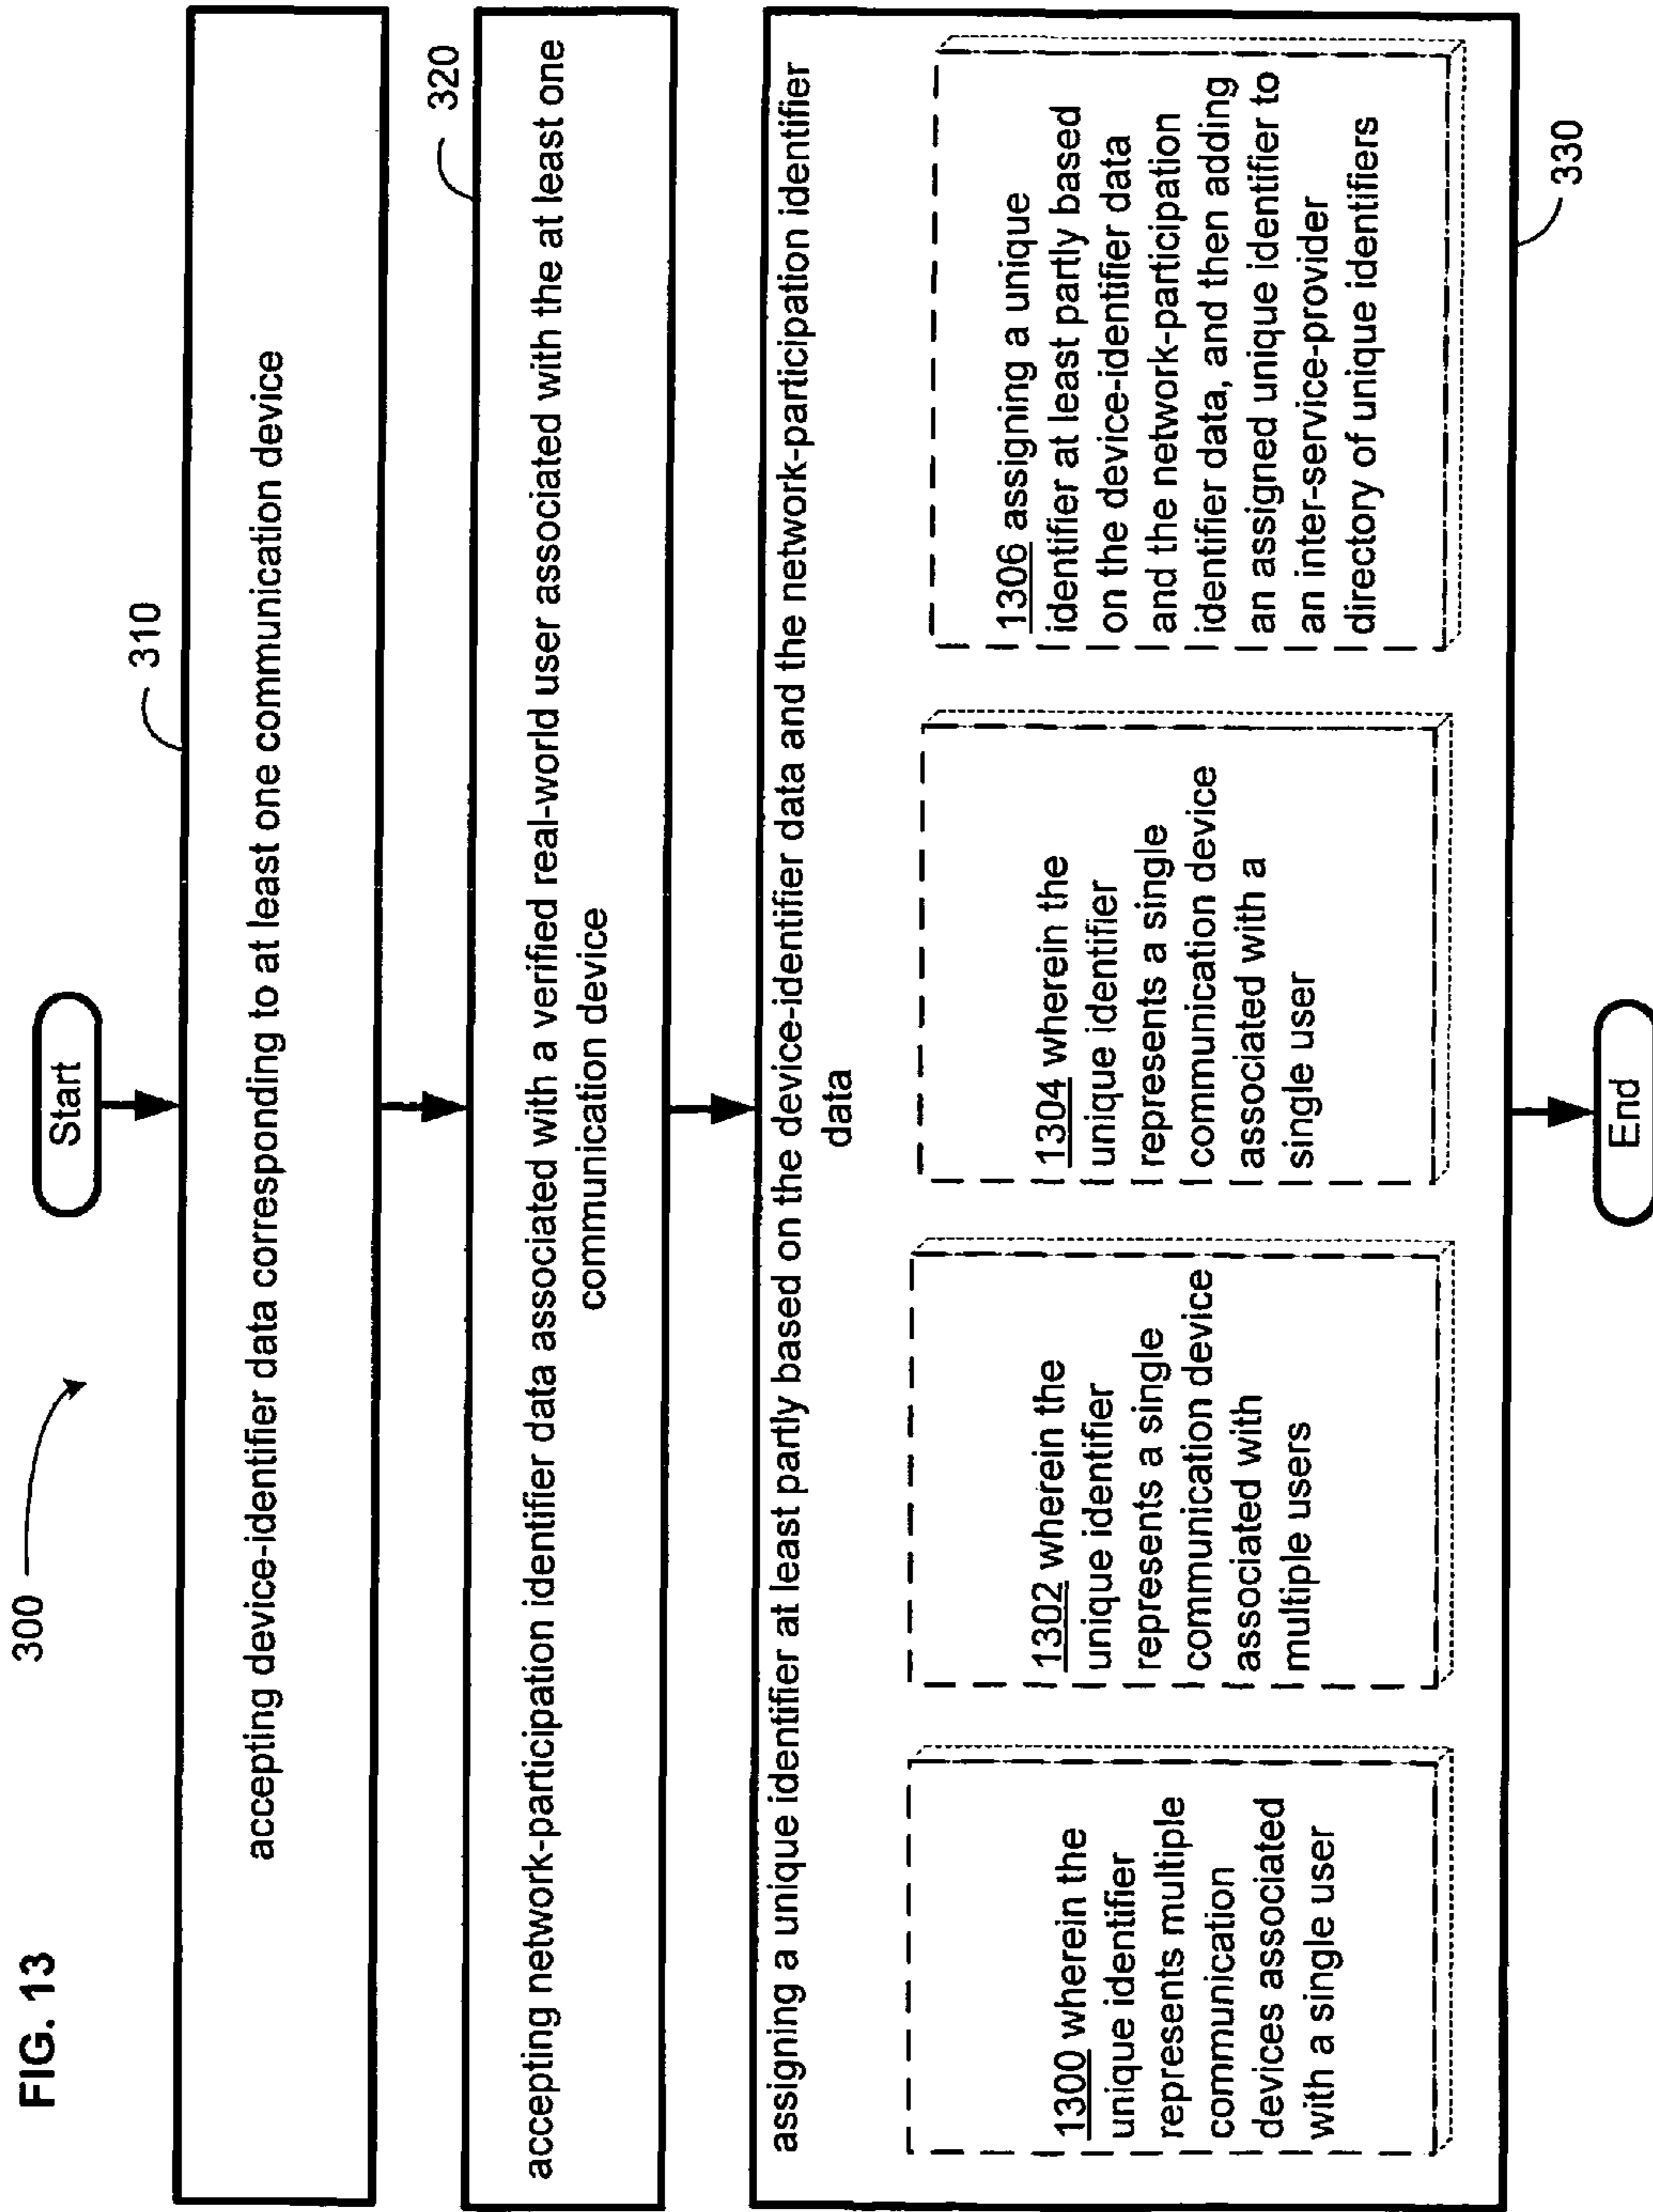 FIG. 13
300
Start
310
accepting device-identifier data corresponding to at least one communication device
320
accepting network-participation identifier data associated with a verified real-world user associated with the at least one
communication device
assigning a unique identifier at least partly based on the device-identifier data and the network-participation identifier
data
1300 wherein the
unique identifier
represents multiple
communication
devices associated
with a single user
1302 wherein the
unique identifier
represents a single
communication device
associated with
multiple users
1304 wherein the
unique identifier
represents a single
communication device
associated with a
single user
1306 assigning a unique
identifier at least partly based
on the device-identifier data
and the network-participation
identifier data, and then adding
an assigned unique identifier to
an inter-service-provider
directory of unique identifiers
330
End